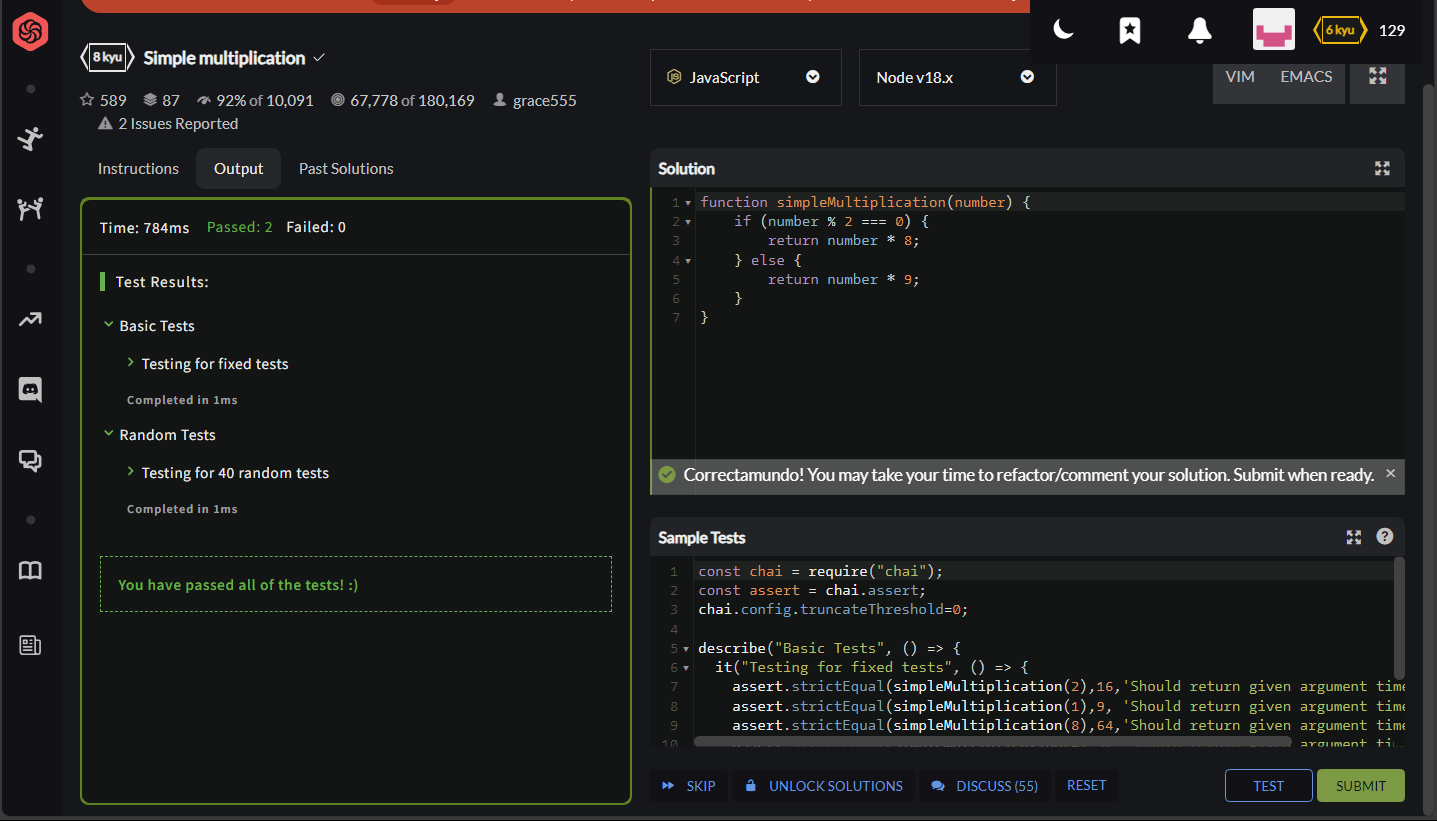 8 kyu Simple multiplication
589 87 92% of 10,091 67,778 of 180,169 grace555
2 Issues Reported
JavaScript
Node v18.x
6 kyu 129
VIM EMACS
Instructions Output Past Solutions
Time: 784ms Passed: 2 Failed: 0
Test Results:
Basic Tests
Testing for fixed tests
Completed in 1ms
Random Tests
Testing for 40 random tests
Completed in 1ms
You have passed all of the tests! :)
Solution
1 function simpleMultiplication(number) {
2 if (number % 2 === 0) {
3 return number * 8;
4 } else {
5 return number * 9;
6 }
7 }
Correctamundo! You may take your time to refactor/comment your solution. Submit when ready. ×
Sample Tests
1 const chai = require("chai");
2 const assert = chai.assert;
3 chai.config.truncateThreshold=0;
4
5 describe("Basic Tests", () => {
6 it("Testing for fixed tests", () => {
7 assert.strictEqual(simpleMultiplication(2),16,'Should return given argument time
8 assert.strictEqual(simpleMultiplication(1),9, 'Should return given argument time
9 assert.strictEqual(simpleMultiplication(8),64,'Should return given argument time
10
SKIP UNLOCK SOLUTIONS DISCUSS (55) RESET TEST SUBMIT